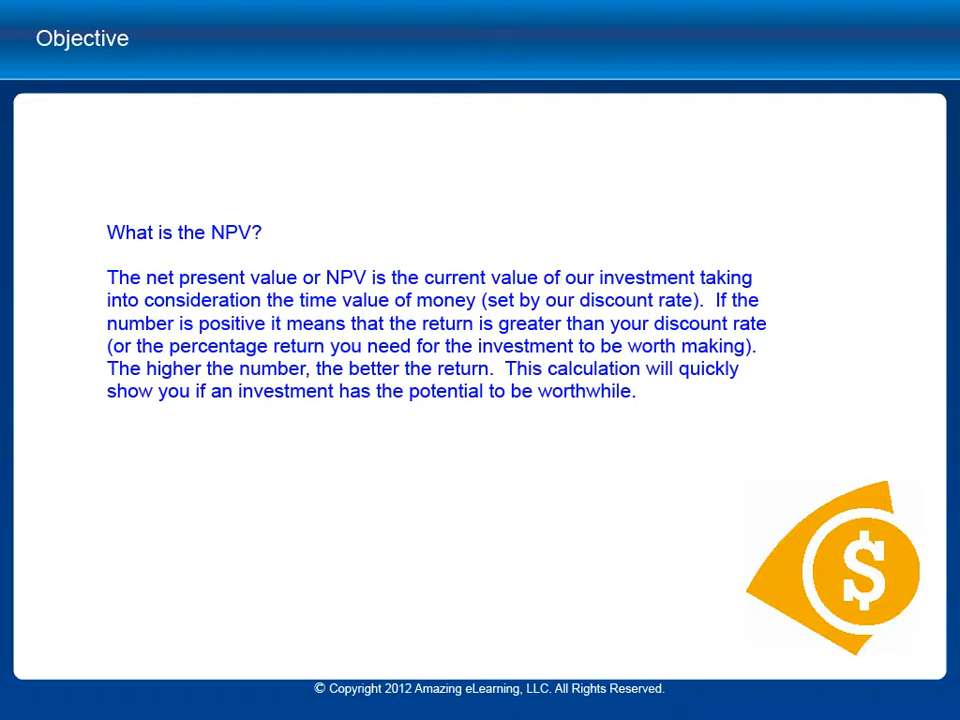 Objective
What is the NPV?
The net present value or NPV is the current value of our investment taking
into consideration the time value of money (set by our discount rate).  If the
number is positive it means that the return is greater than your discount rate
(or the percentage return you need for the investment to be worth making).
The higher the number, the better the return.  This calculation will quickly
show you if an investment has the potential to be worthwhile.
$
© Copyright 2012 Amazing eLearning, LLC. All Rights Reserved.